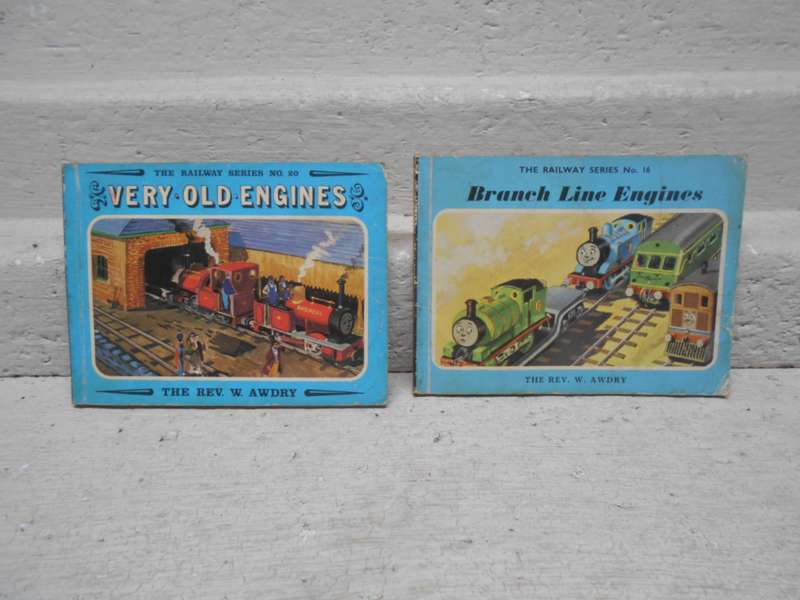 THE RAILWAY SERIES NO. 20
VERY·OLD·ENGINES
THE REV. W. AWDRY
THE RAILWAY SERIES No. 16
Branch Line Engines
6
THE REV. W. AWDRY